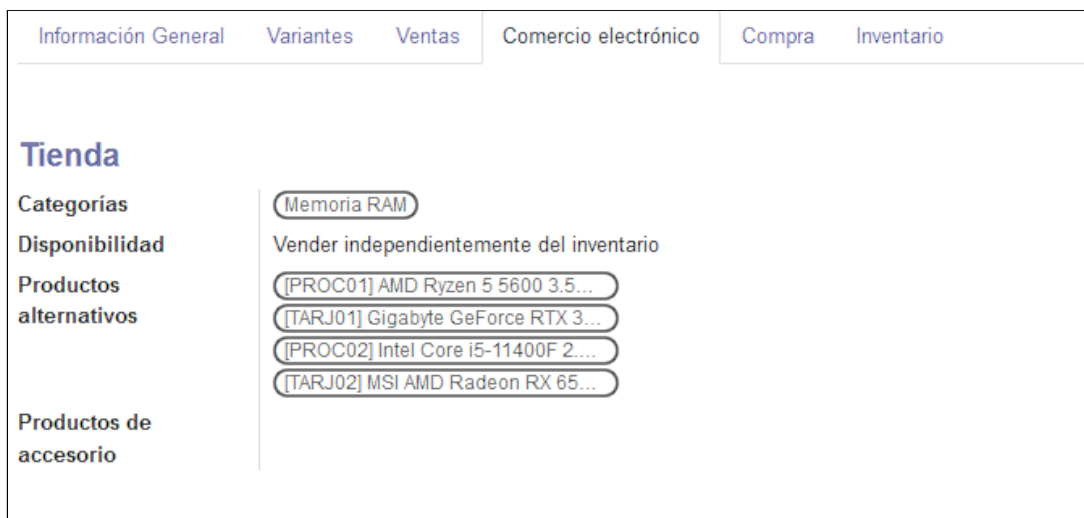 Información General Variantes Ventas Comercio electrónico Compra Inventario
Tienda
Categorías Memoria RAM
Disponibilidad Vender independientemente del inventario
Productos alternativos [PROC01] AMD Ryzen 5 5600 3.5...
[TARJ01] Gigabyte GeForce RTX 3...
[PROC02] Intel Core i5-11400F 2....
[TARJ02] MSI AMD Radeon RX 65...
Productos de
accesorio